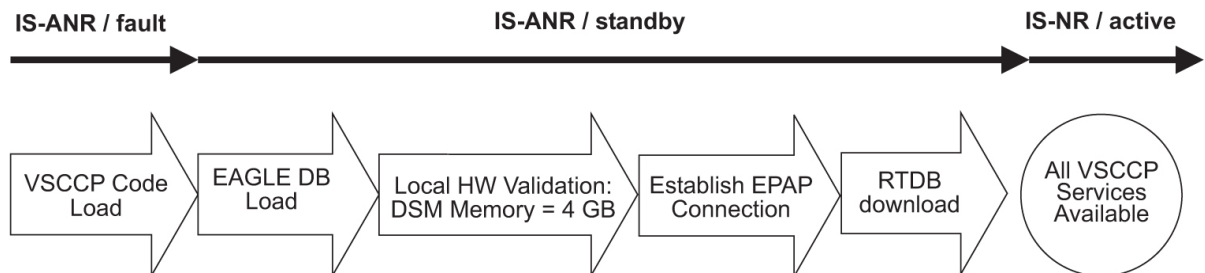 IS-ANR / fault
IS-ANR / standby
IS-NR / active
VSCCP Code
Load
EAGLE DB
Load
Local HW Validation:
DSM Memory = 4 GB
Establish EPAP
Connection
RTDB
download
All VSCCP
Services
Available